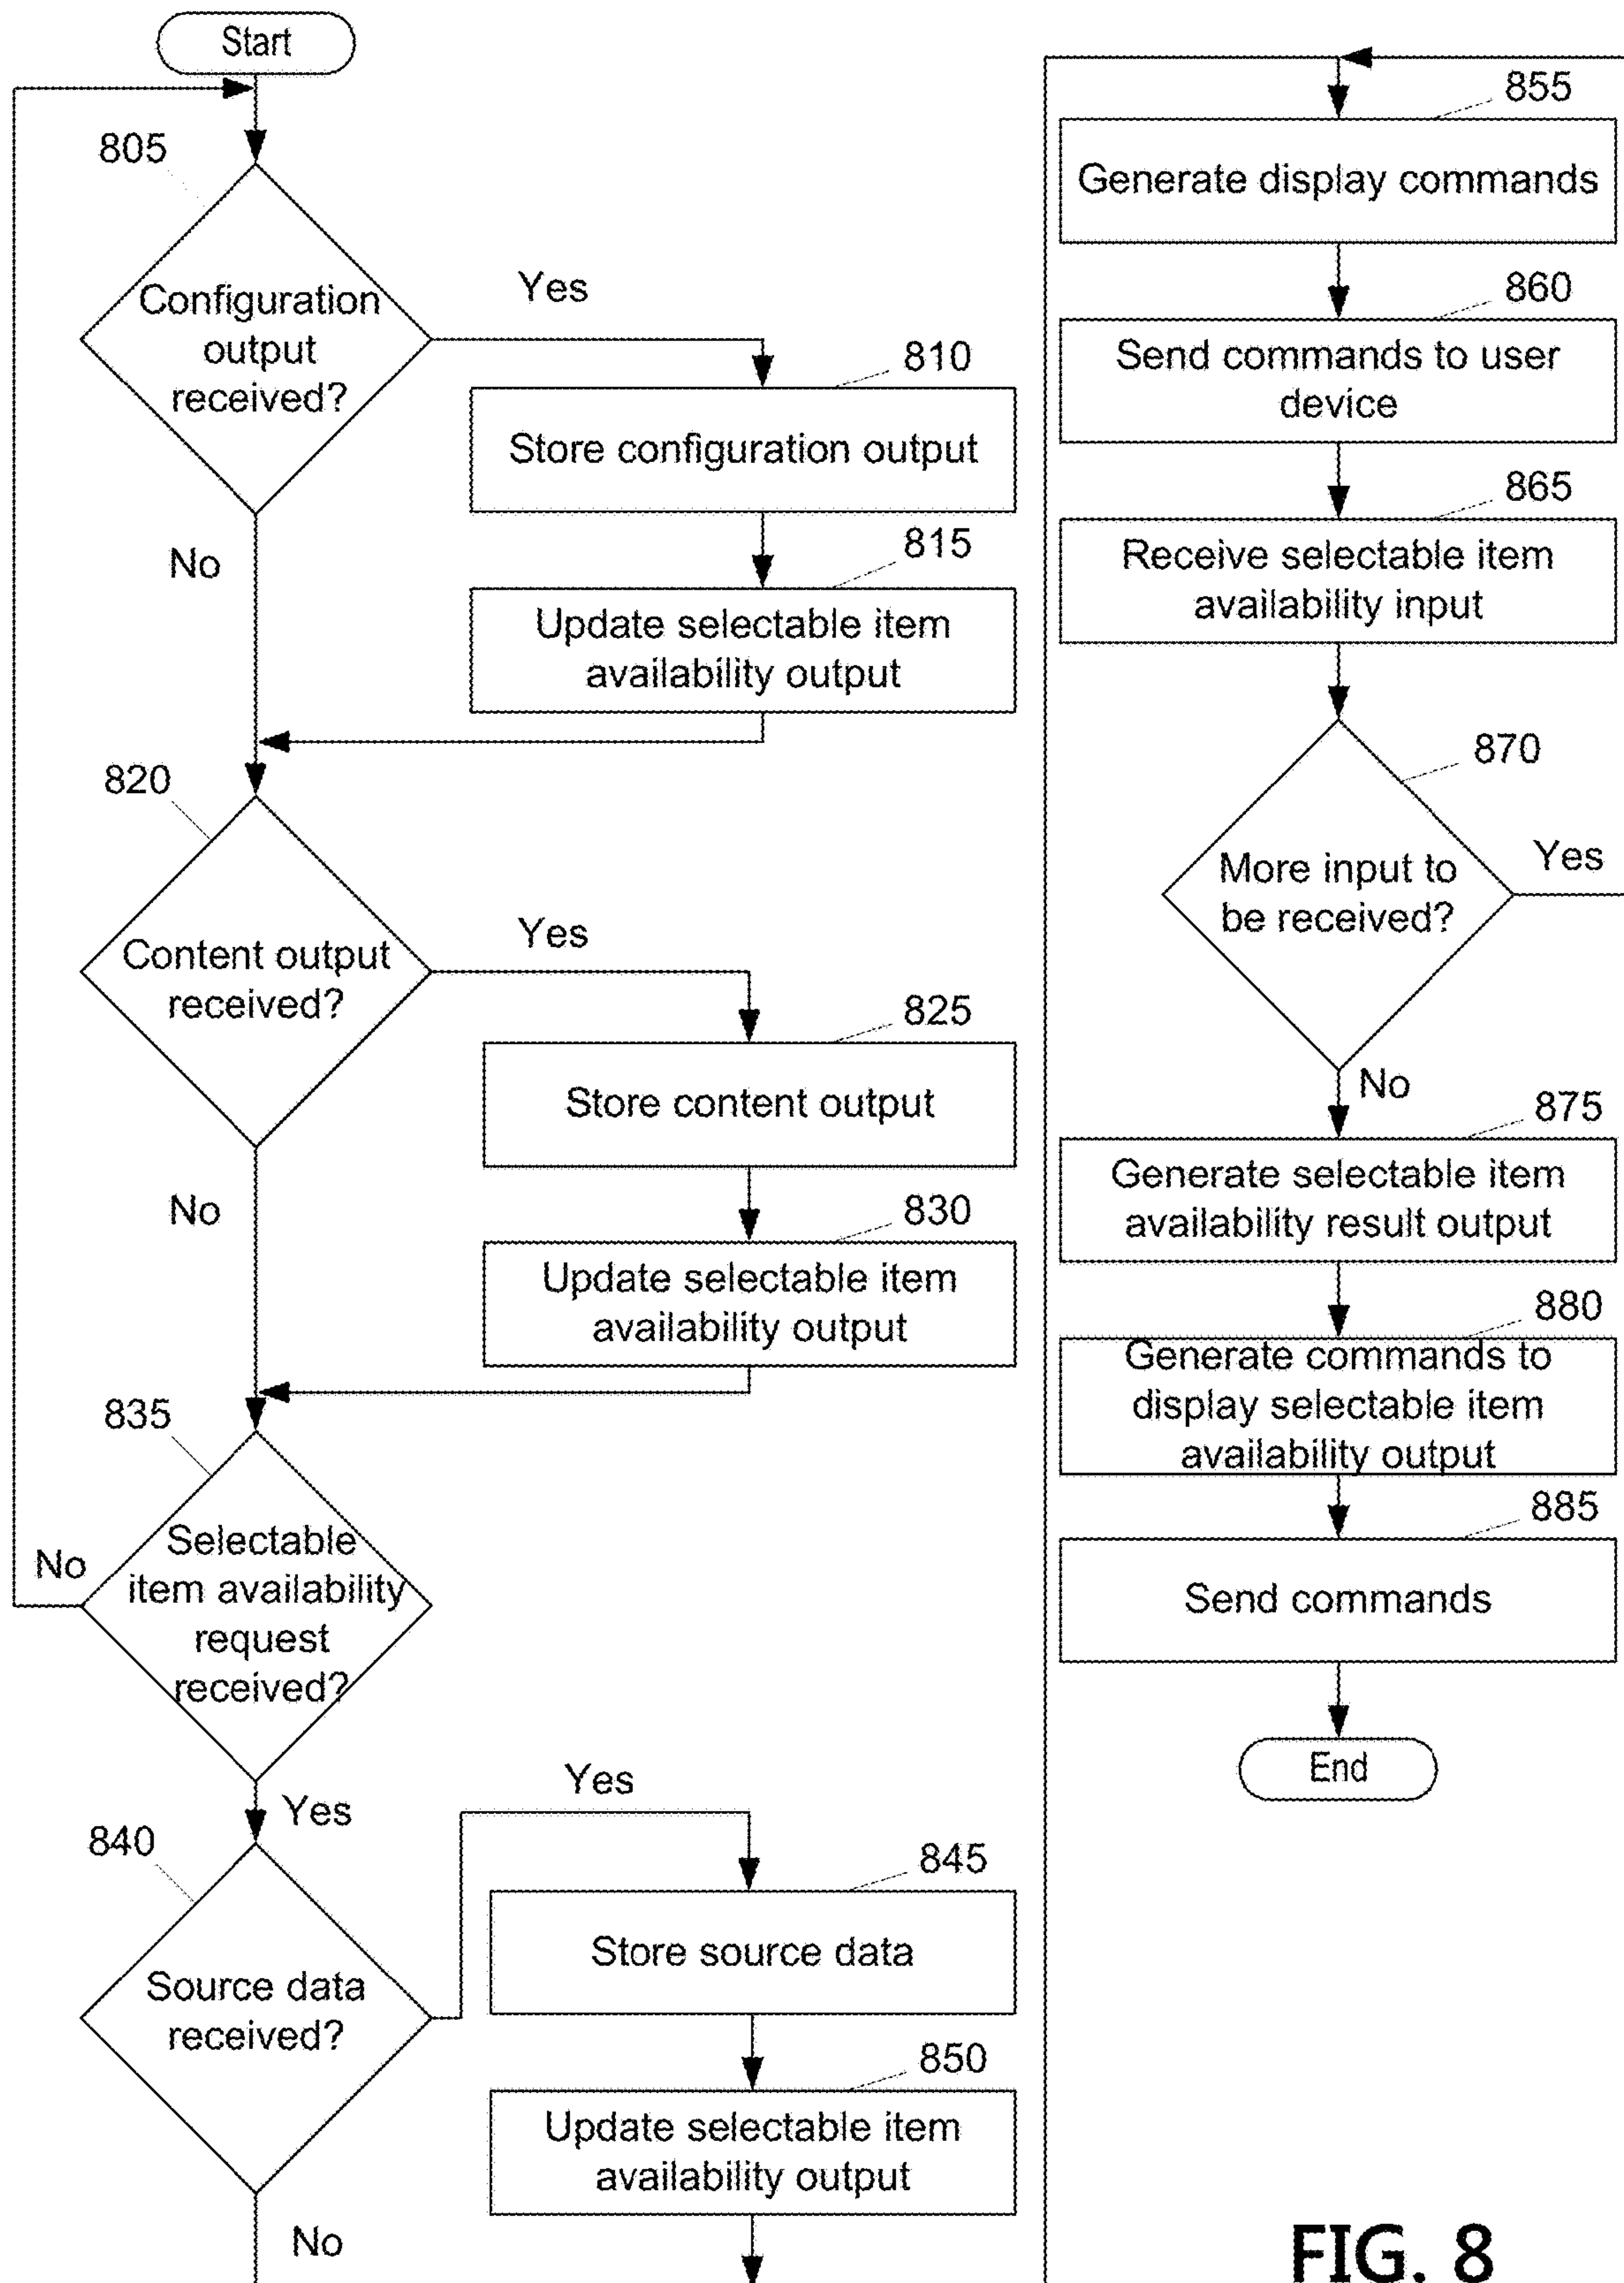 Start
805
Configuration
output
received?
Yes
810
Store configuration output
No
815
Update selectable item
availability output
820
Content output
received?
Yes
825
Store content output
No
830
Update selectable item
availability output
835
Selectable
item availability
request
received?
No
Yes
840
Source data
received?
Yes
845
Store source data
850
Update selectable item
availability output
No
855
Generate display commands
860
Send commands to user
device
865
Receive selectable item
availability input
870
More input to
be received?
Yes
No
875
Generate selectable item
availability result output
880
Generate commands to
display selectable item
availability output
885
Send commands
End
FIG. 8